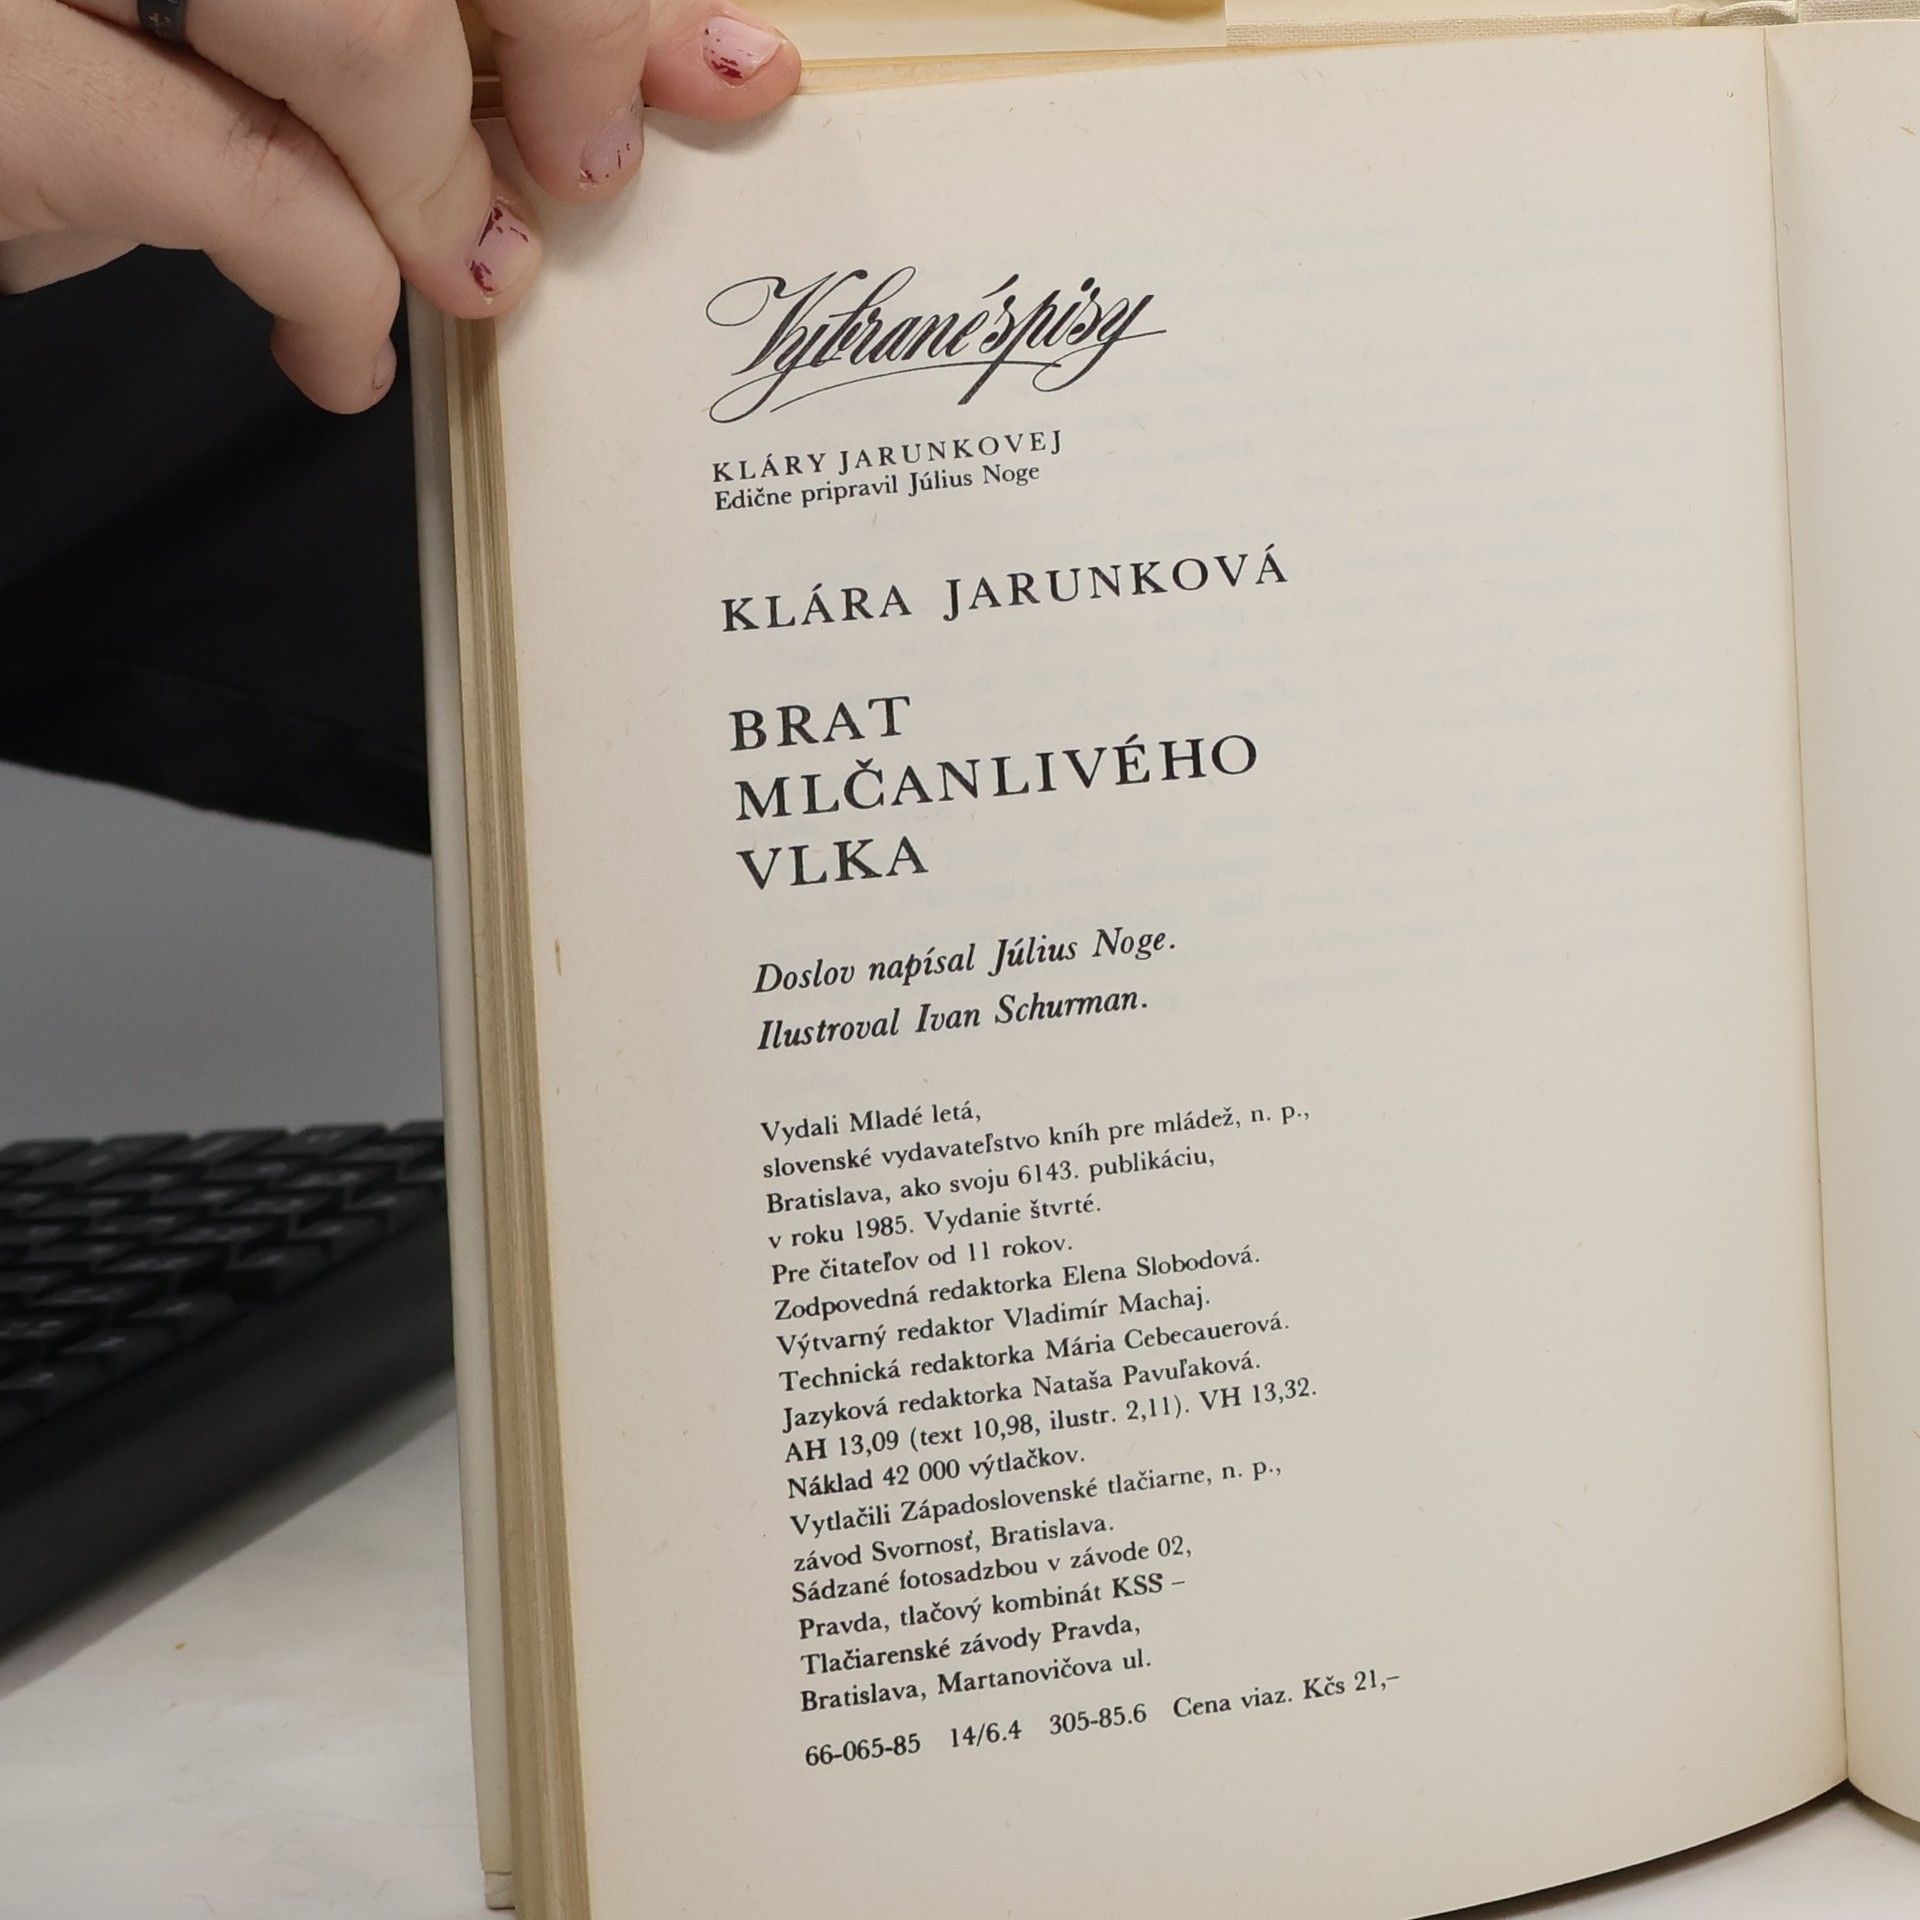 Vybrané spisy
KLÁRY JARUNKOVEJ
Edične pripravil Július Noge
KLÁRA JARUNKOVÁ
BRAT
MLČANLIVÉHO
VLKA
Doslov napísal Július Noge.
Ilustroval Ivan Schurman.
Vydali Mladé letá,
slovenské vydavateľstvo kníh pre mládež, n. p.,
Bratislava, ako svoju 6143. publikáciu,
v roku 1985. Vydanie štvrté.
Pre čitateľov od 11 rokov.
Zodpovedná redaktorka Elena Slobodová.
Výtvarný redaktor Vladimír Machaj.
Technická redaktorka Mária Cebecauerová.
Jazyková redaktorka Nataša Pavuľaková.
AH 13,09 (text 10,98, ilustr. 2,11). VH 13,32.
Náklad 42 000 výtlačkov.
Vytlačili Západoslovenské tlačiarne, n. p.,
závod Svornosť, Bratislava.
Sádzané fotosadzbou v závode 02,
Pravda, tlačový kombinát KSS –
Tlačiarenské závody Pravda,
Bratislava, Martanovičova ul.
66-065-85 14/6.4 305-85.6 Cena viaz. Kčs 21,–